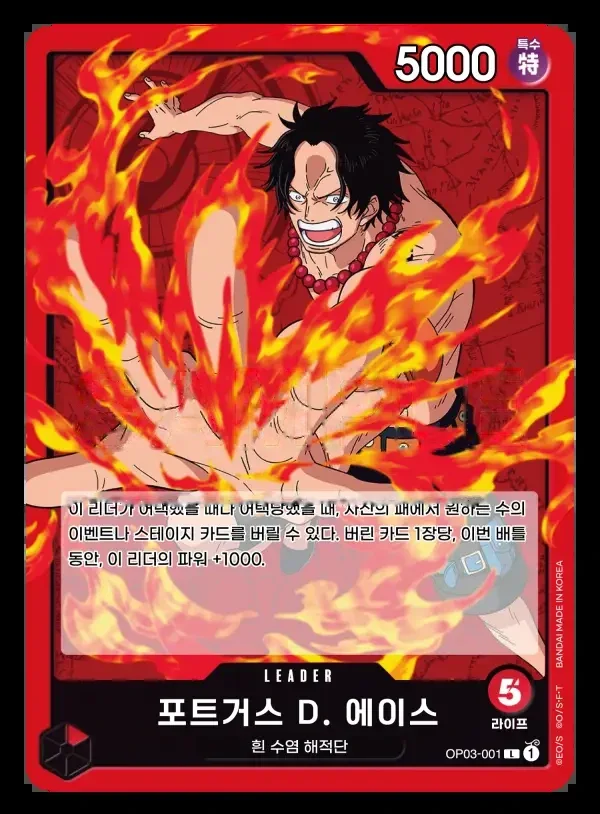 특수
5000 特
이 리더가 어택했을 때나 어택당했을 때, 자신의 패에서 원하는 수의
이벤트나 스테이지 카드를 버릴 수 있다. 버린 카드 1장당, 이번 배틀
동안, 이 리더의 파워 +1000.
BANDAI MADE IN KOREA
©EO/S ©O/S·F·T
LEADER
포트거스 D. 에이스
흰 수염 해적단
5
라이프
OP03-001 L 1